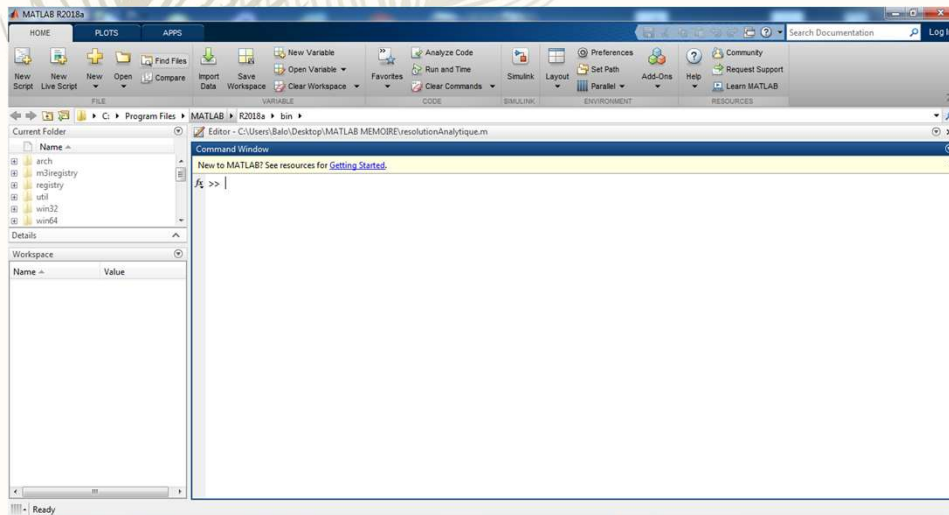 MATLAB R2018a
HOME PLOTS APPS
Search Documentation
New Script
New Live Script
New
Open
Find Files
Compare
Import Data
Save Workspace
New Variable
Open Variable
Clear Workspace
Favorites
Analyze Code
Run and Time
Clear Commands
Simulink
Layout
Preferences
Set Path
Parallel
Add-Ons
Help
Community
Request Support
Learn MATLAB
FILE VARIABLE CODE SIMULINK ENVIRONMENT RESOURCES
C: Program Files MATLAB R2018a bin
Current Folder
Name
arch
m3iregistry
registry
util
win32
win64
Details
Workspace
Name Value
Editor - C:\Users\Balo\Desktop\MATLAB MEMOIRE\resolutionAnalytique.m
Command Window
New to MATLAB? See resources for Getting Started.
fx >>
Ready